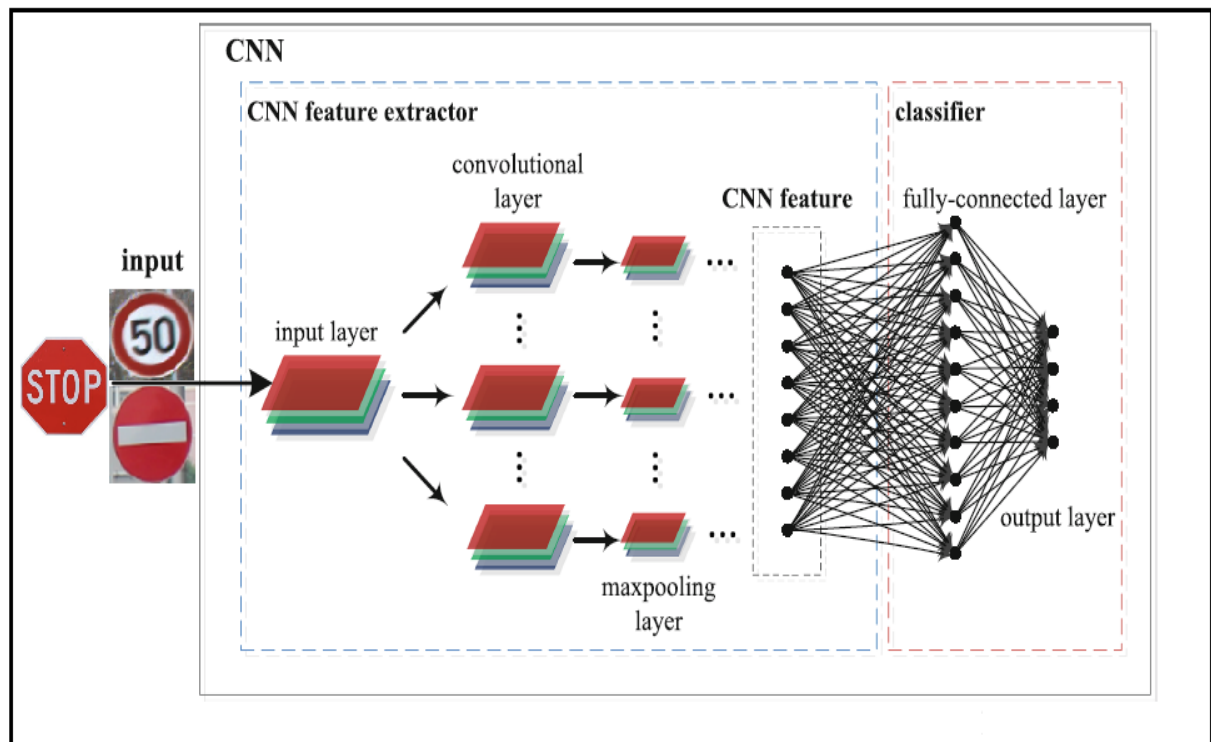 CNN
CNN feature extractor
classifier
convolutional
layer
CNN feature
fully-connected layer
input
50
input layer
STOP
output layer
maxpooling
layer